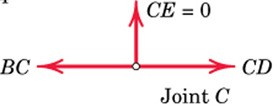 CE = 0
BC
CD
Joint C